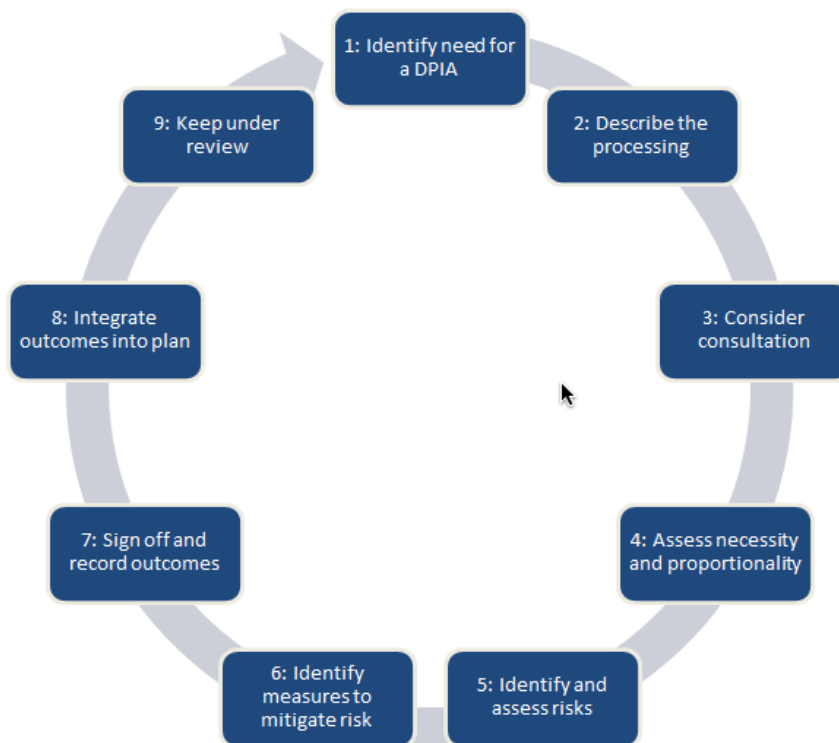 1: Identify need for
a DPIA
2: Describe the
processing
3: Consider
consultation
4: Assess necessity
and proportionality
5: Identify and
assess risks
6: Identify
measures to
mitigate risk
7: Sign off and
record outcomes
8: Integrate
outcomes into plan
9: Keep under
review